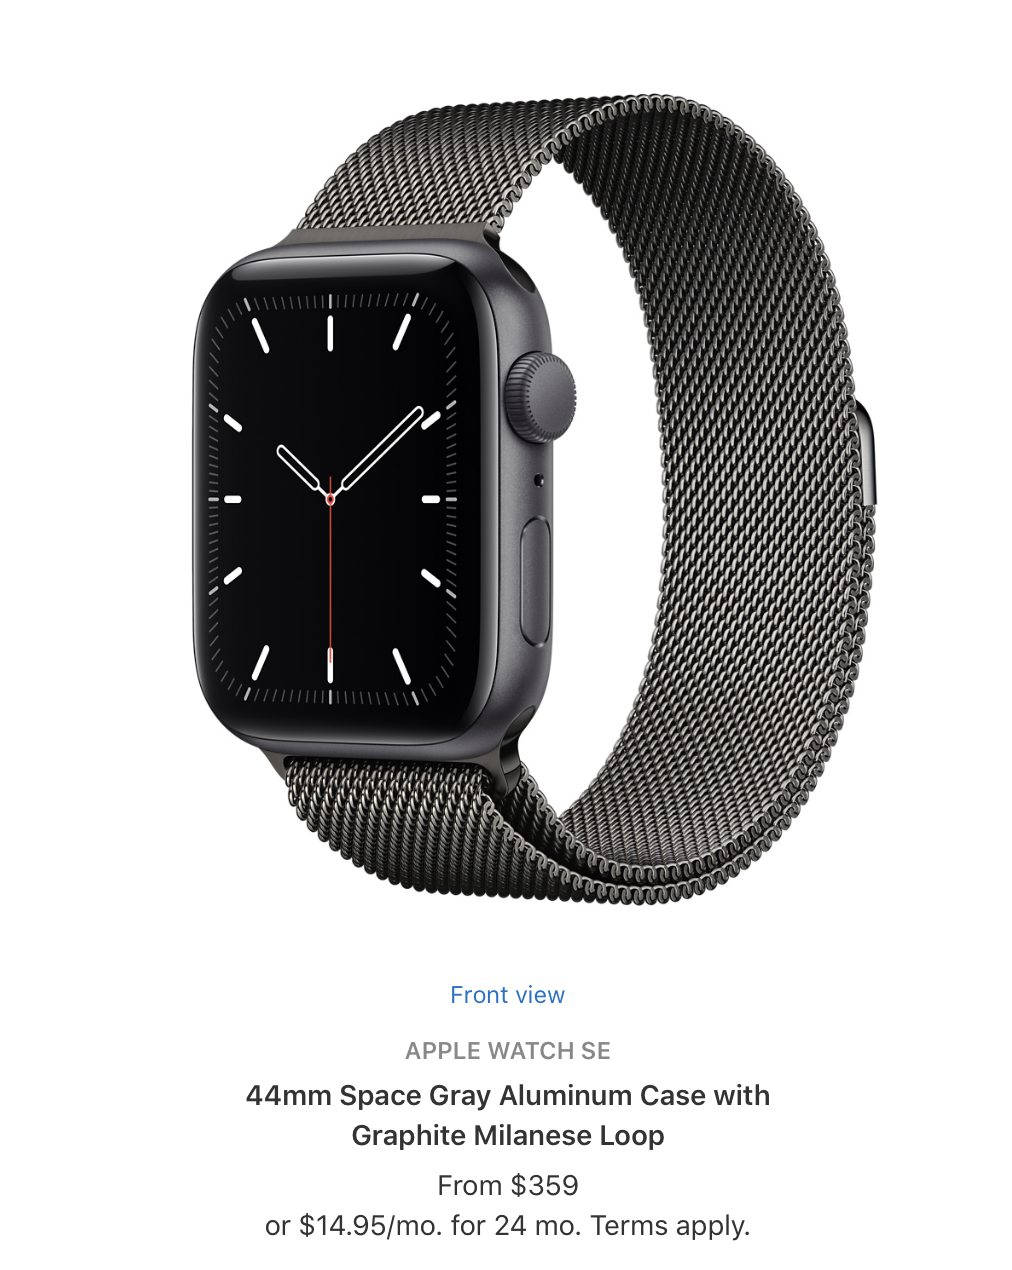 Front view
APPLE WATCH SE
44mm Space Gray Aluminum Case with
Graphite Milanese Loop
From $359
or $14.95/mo. for 24 mo. Terms apply.